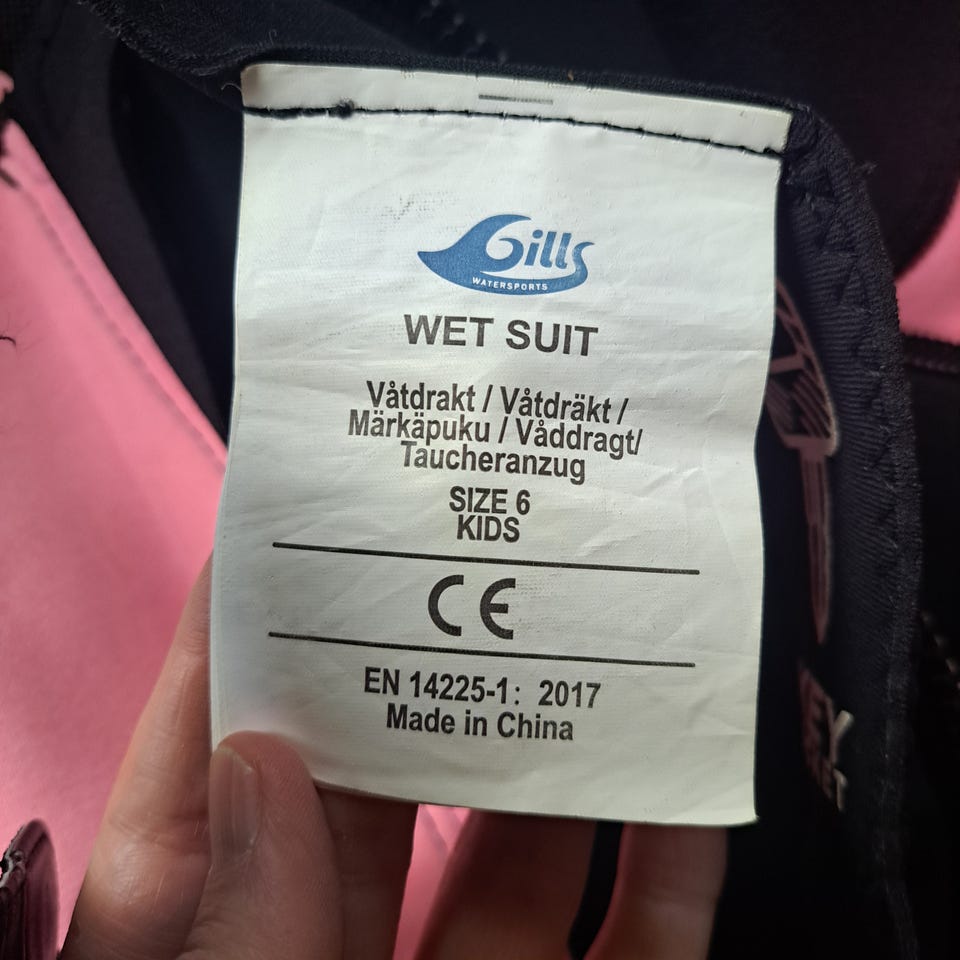 Gills
WATERSPORTS
WET SUIT
Våtdrakt / Våtdräkt /
Märkäpuku / Våddragt/
Taucheranzug
SIZE 6
KIDS
CE
EN 14225-1: 2017
Made in China